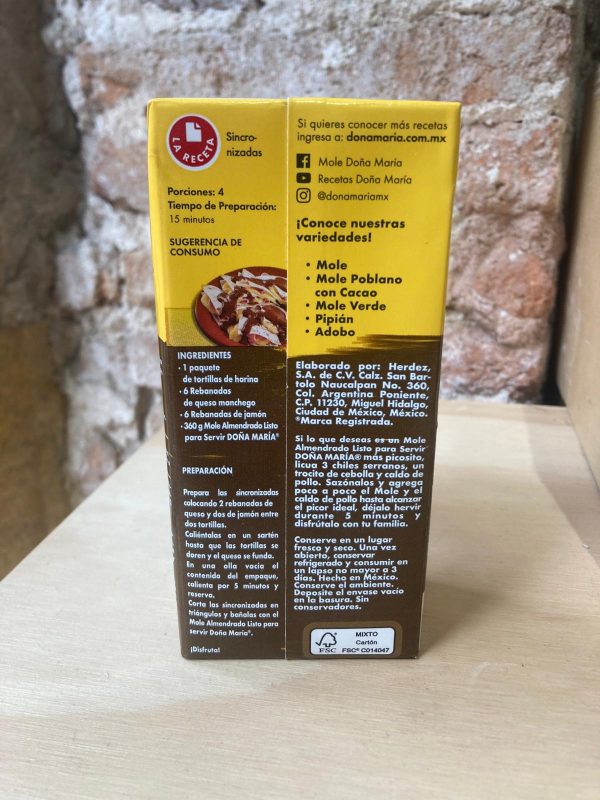 LA RECETA
Sincro-
nizadas
Porciones: 4
Tiempo de Preparación:
15 minutos
SUGERENCIA DE
CONSUMO
INGREDIENTES
· 1 paquete
de tortillas de harina
· 6 Rebanadas
de queso manchego
· 6 Rebanadas de jamón
· 360 g Mole Almendrado Listo
para Servir DOÑA MARÍA®
PREPARACIÓN
Prepara las sincronizadas
colocando 2 rebanadas de
queso y dos de jamón entre
dos tortillas.
Caliéntalas en un sartén
hasta que las tortillas se
doren y el queso se funda.
En una olla vacía el
contenido del empaque,
calienta por 5 minutos y
reserva.
Corta las sincronizadas en
triángulos y bañalas con el
Mole Almendrado Listo para
servir Doña María®.
¡Disfruta!
Si quieres conocer más recetas
ingresa a: donamaria.com.mx
Mole Doña María
Recetas Doña María
@donamariamx
¡Conoce nuestras
variedades!
• Mole
• Mole Poblano
con Cacao
• Mole Verde
• Pipián
• Adobo
Elaborado por: Herdez,
S.A. de C.V. Calz. San Bar-
tolo Naucalpan No. 360,
Col. Argentina Poniente,
C.P. 11230, Miguel Hidalgo,
Ciudad de México, México.
®Marca Registrada.
Si lo que deseas es un Mole
Almendrado Listo para Servir
DOÑA MARÍA® más picosito,
licua 3 chiles serranos, un
trocito de cebolla y caldo de
pollo. Sazónalos y agrega
poco a poco el Mole y el
caldo de pollo hasta alcanzar
el picor ideal, déjalo hervir
durante 5 minutos y
disfrútalo con tu familia.
Conserve en un lugar
fresco y seco. Una vez
abierto, conservar
refrigerado y consumir en
un lapso no mayor a 3
días. Hecho en México.
Conserve el ambiente.
Deposite el envase vacío
en la basura. Sin
conservadores.
MIXTO
Cartón
FSC FSC® C014047